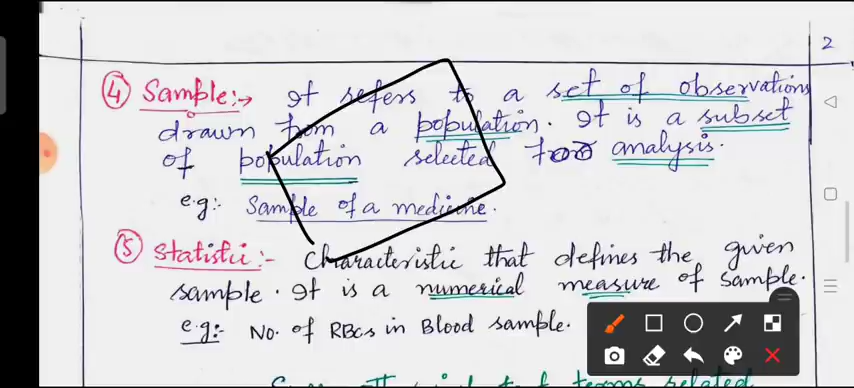 2
④ Sample:→ It refers to a set of observations
drawn from a population. It is a subset
of population selected for analysis.
e.g: Sample of a medicine.
⑤ Statistic:- Characteristic that defines the given
sample. It is a numerical measure of sample.
e.g:- No. of RBCs in Blood sample.
terms related